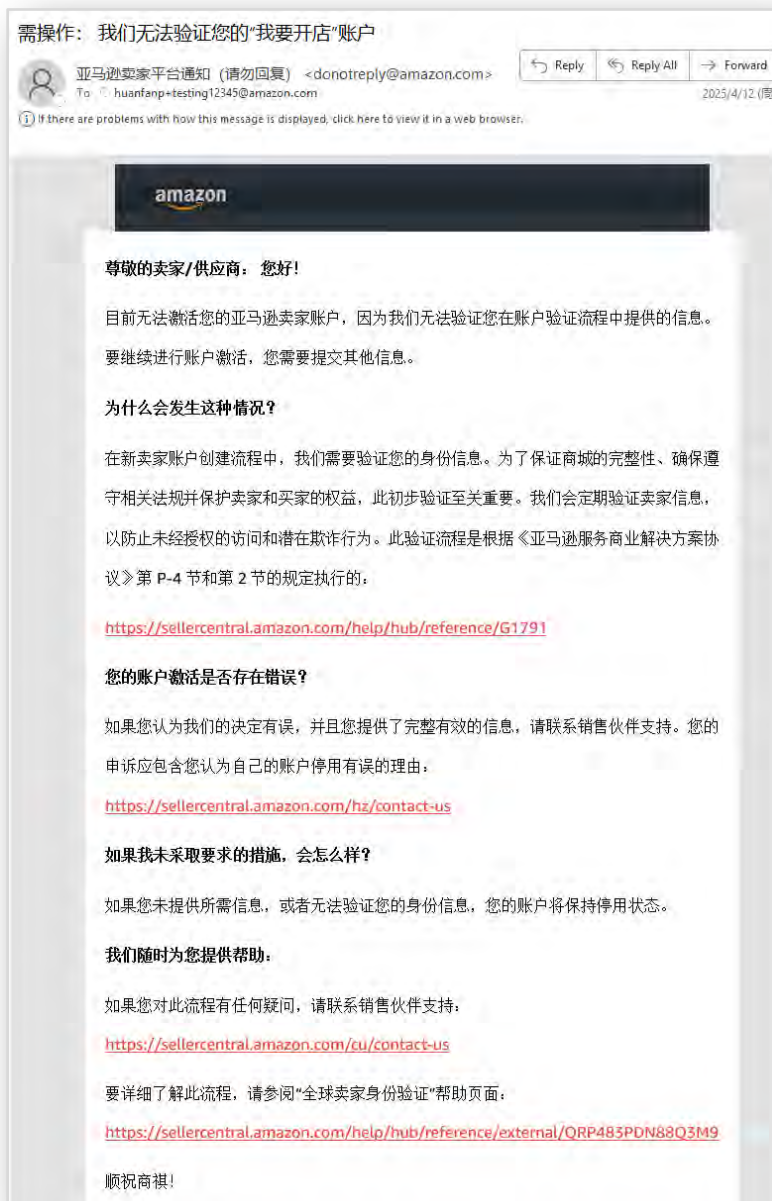 需操作： 我们无法验证您的“我要开店”账户
亚马逊卖家平台通知（请勿回复） <donotreply@amazon.com>
To huanfanp+testing12345@amazon.com
Reply Reply All Forward
2025/4/12 (周
If there are problems with how this message is displayed, click here to view it in a web browser.
amazon
尊敬的卖家/供应商： 您好！
目前无法激活您的亚马逊卖家账户，因为我们无法验证您在账户验证流程中提供的信息。
要继续进行账户激活，您需要提交其他信息。
为什么会发生这种情况？
在新卖家账户创建流程中，我们需要验证您的身份信息。为了保证商城的完整性、确保遵
守相关法规并保护卖家和买家的权益，此初步验证至关重要。我们会定期验证卖家信息，
以防止未经授权的访问和潜在欺诈行为。此验证流程是根据《亚马逊服务商业解决方案协
议》第 P-4 节和第 2 节的规定执行的：
https://sellercentral.amazon.com/help/hub/reference/G1791
您的账户激活是否存在错误？
如果您认为我们的决定有误，并且您提供了完整有效的信息，请联系销售伙伴支持。您的
申诉应包含您认为自己的账户停用有误的理由：
https://sellercentral.amazon.com/hz/contact-us
如果我未采取要求的措施，会怎么样？
如果您未提供所需信息，或者无法验证您的身份信息，您的账户将保持停用状态。
我们随时为您提供帮助：
如果您对此流程有任何疑问，请联系销售伙伴支持：
https://sellercentral.amazon.com/cu/contact-us
要详细了解此流程，请参阅“全球卖家身份验证”帮助页面：
https://sellercentral.amazon.com/help/hub/reference/external/QRP483PDN88Q3M9
顺祝商祺！